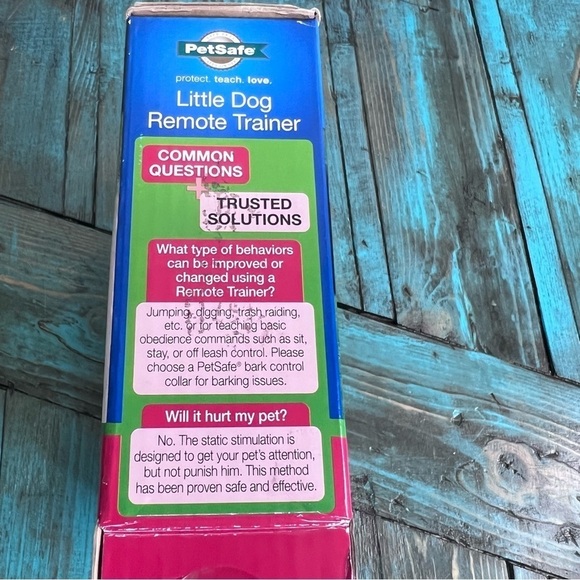 PetSafe®
protect. teach. love.
Little Dog
Remote Trainer
COMMON
QUESTIONS
+
TRUSTED
SOLUTIONS
What type of behaviors
can be improved or
changed using a
Remote Trainer?
Jumping, digging, trash raiding,
etc. or for teaching basic
obedience commands such as sit,
stay, or off leash control. Please
choose a PetSafe® bark control
collar for barking issues.
Will it hurt my pet?
No. The static stimulation is
designed to get your pet's attention,
but not punish him. This method
has been proven safe and effective.